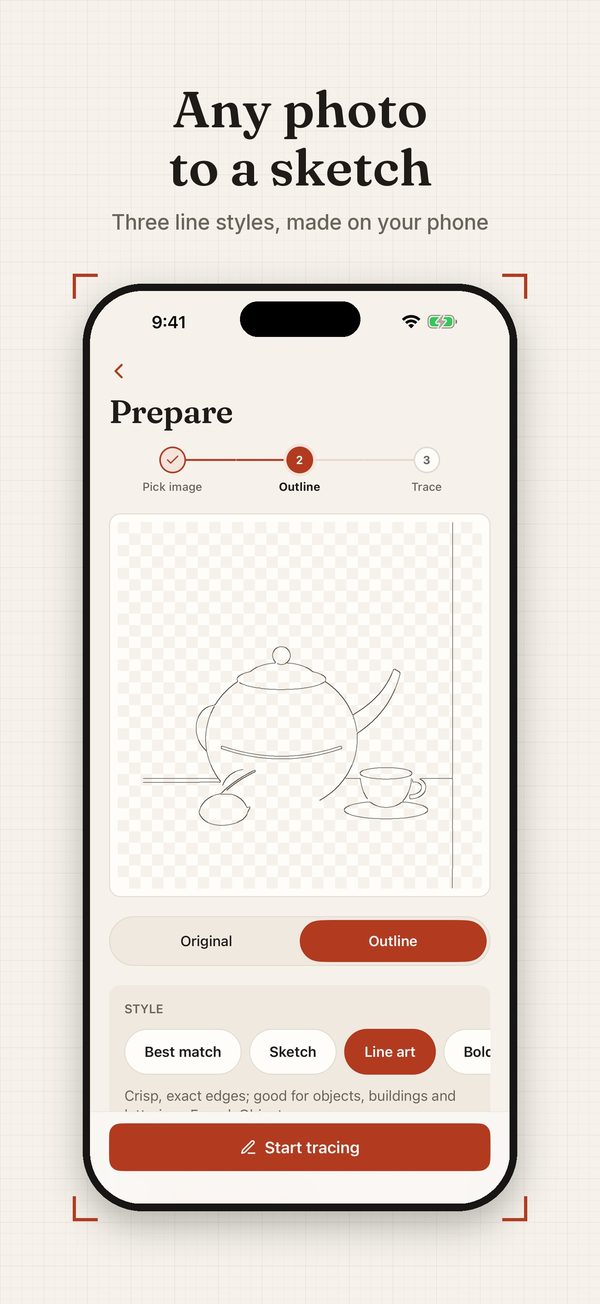 Any photo
to a sketch
Three line styles, made on your phone
9:41
Prepare
2
3
Pick image
Outline
Trace
Original
Outline
STYLE
Best match
Sketch
Line art
Crisp, exact edges; good for objects, buildings and
Start tracing